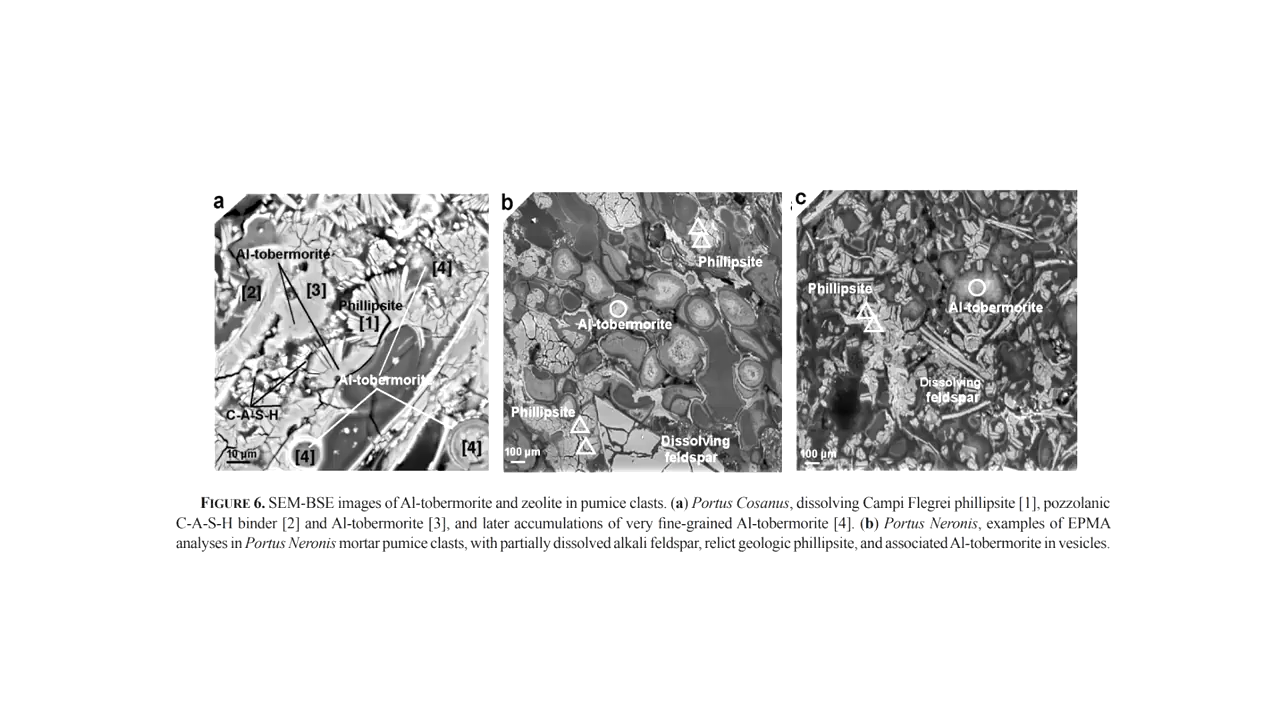 a
Al-tobermorite
[2]
[3]
[4]
Phillipsite
[1]
Al-tobermorite
C-A-S-H
10 µm
[4]
[4]
b
Phillipsite
Al-tobermorite
Phillipsite
Dissolving
feldspar
100 µm
c
Phillipsite
Al-tobermorite
Dissolving
feldspar
100 µm
FIGURE 6. SEM-BSE images of Al-tobermorite and zeolite in pumice clasts. (a) Portus Cosanus, dissolving Campi Flegrei phillipsite [1], pozzolanic
C-A-S-H binder [2] and Al-tobermorite [3], and later accumulations of very fine-grained Al-tobermorite [4]. (b) Portus Neronis, examples of EPMA
analyses in Portus Neronis mortar pumice clasts, with partially dissolved alkali feldspar, relict geologic phillipsite, and associated Al-tobermorite in vesicles.